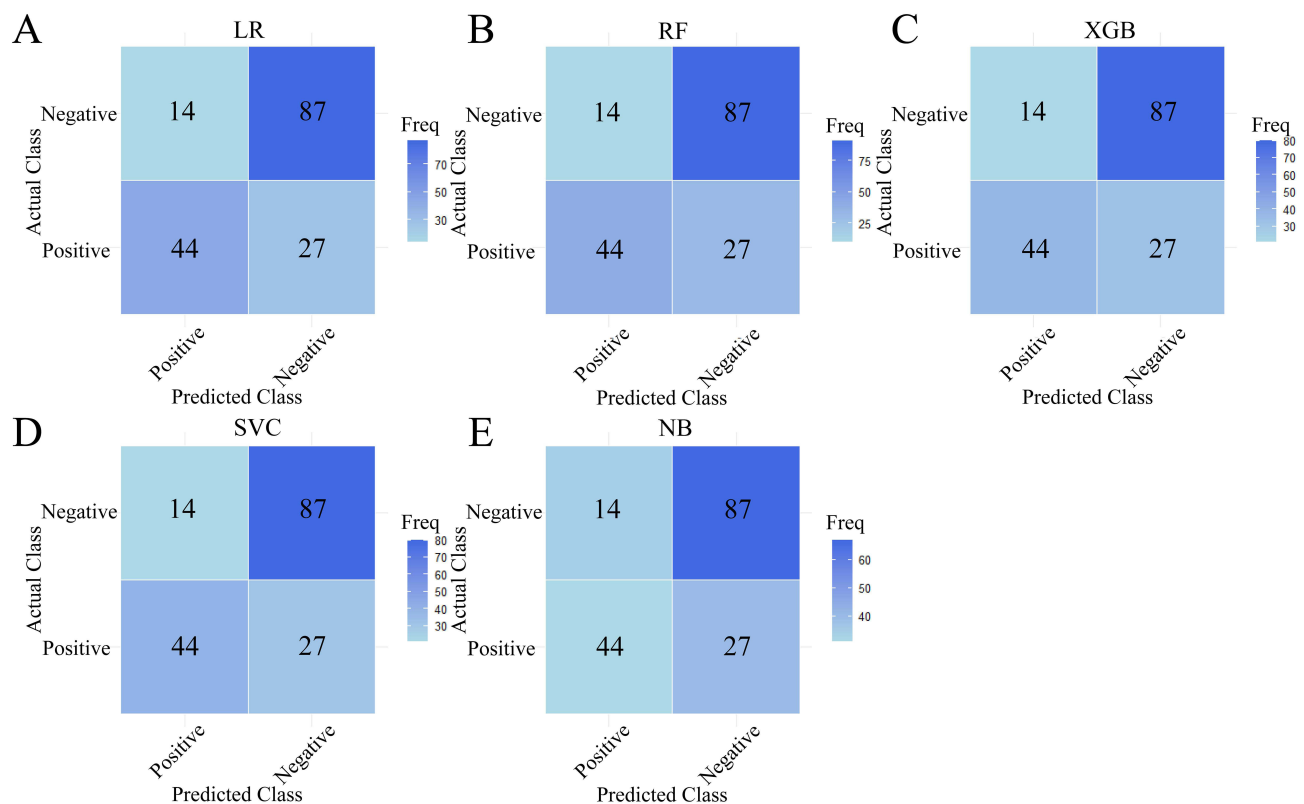 A
LR
Actual Class
Negative
14
87
Positive
44
27
Freq
70
50
30
Positive
Negative
Predicted Class
B
RF
Actual Class
Negative
14
87
Positive
44
27
Freq
75
50
25
Positive
Negative
Predicted Class
C
XGB
Actual Class
Negative
14
87
Positive
44
27
Freq
80
70
60
50
40
30
Positive
Negative
Predicted Class
D
SVC
Actual Class
Negative
14
87
Positive
44
27
Freq
80
70
60
50
40
30
Positive
Negative
Predicted Class
E
NB
Actual Class
Negative
14
87
Positive
44
27
Freq
60
50
40
Positive
Negative
Predicted Class